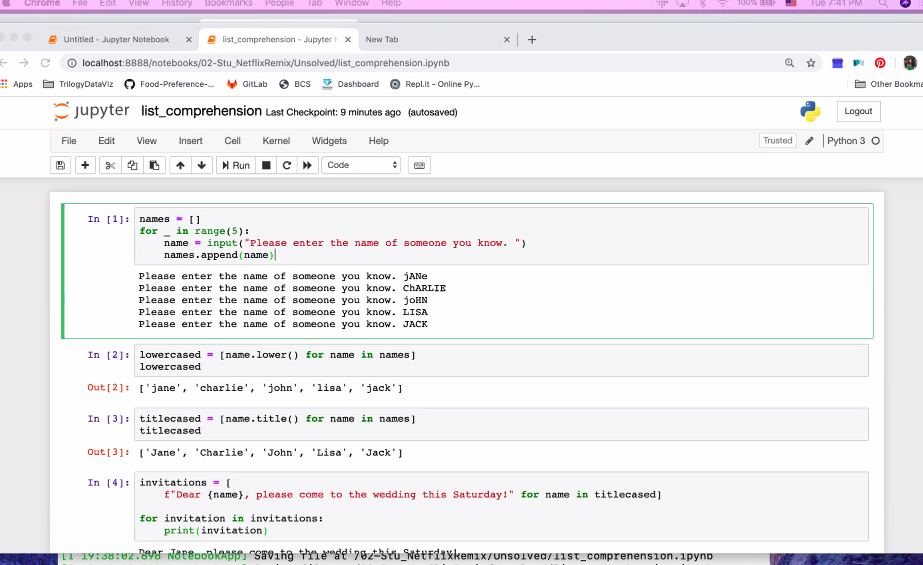 Chrome File Edit View History Bookmarks People Tab Window Help 100% Tue 7:41 PM
Untitled - Jupyter Notebook
list_comprehension - Jupyter N
New Tab
localhost:8888/notebooks/02-Stu_NetflixRemix/Unsolved/list_comprehension.ipynb
Apps TrilogyDataViz Food-Preference-... GitLab BCS Dashboard Repl.it - Online Py... Other Bookma
jupyter list_comprehension Last Checkpoint: 9 minutes ago (autosaved) Logout
File Edit View Insert Cell Kernel Widgets Help Trusted Python 3
Run Code
In [1]: names = []
for _ in range(5):
name = input("Please enter the name of someone you know. ")
names.append(name)
Please enter the name of someone you know. jANe
Please enter the name of someone you know. ChARLIE
Please enter the name of someone you know. joHN
Please enter the name of someone you know. LISA
Please enter the name of someone you know. JACK
In [2]: lowercased = [name.lower() for name in names]
lowercased
Out[2]: ['jane', 'charlie', 'john', 'lisa', 'jack']
In [3]: titlecased = [name.title() for name in names]
titlecased
Out[3]: ['Jane', 'Charlie', 'John', 'Lisa', 'Jack']
In [4]: invitations = [
f"Dear {name}, please come to the wedding this Saturday!" for name in titlecased]
for invitation in invitations:
print(invitation)
Dear Jane, please come to the wedding this Saturday!
[I 19:38:02.898 NotebookApp] Saving file at /02-Stu_NetflixRemix/Unsolved/list_comprehension.ipynb